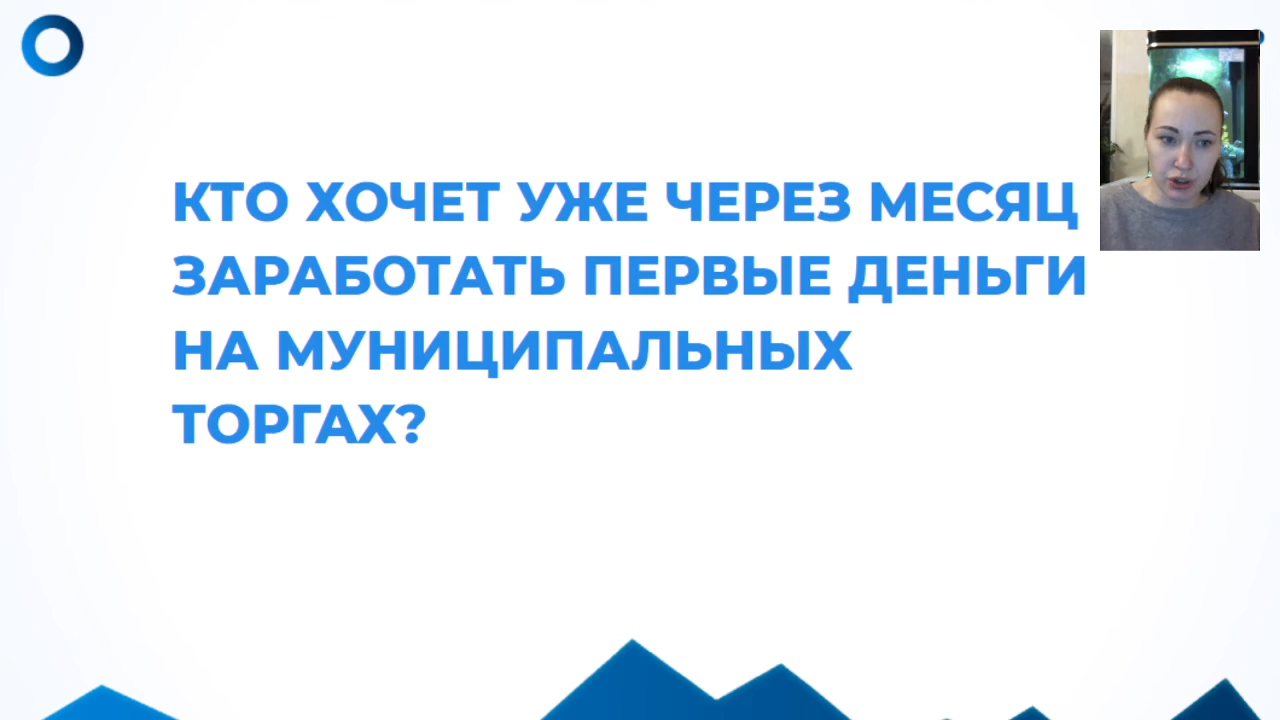 КТО ХОЧЕТ УЖЕ ЧЕРЕЗ МЕСЯЦ
ЗАРАБОТАТЬ ПЕРВЫЕ ДЕНЬГИ
НА МУНИЦИПАЛЬНЫХ
ТОРГАХ?